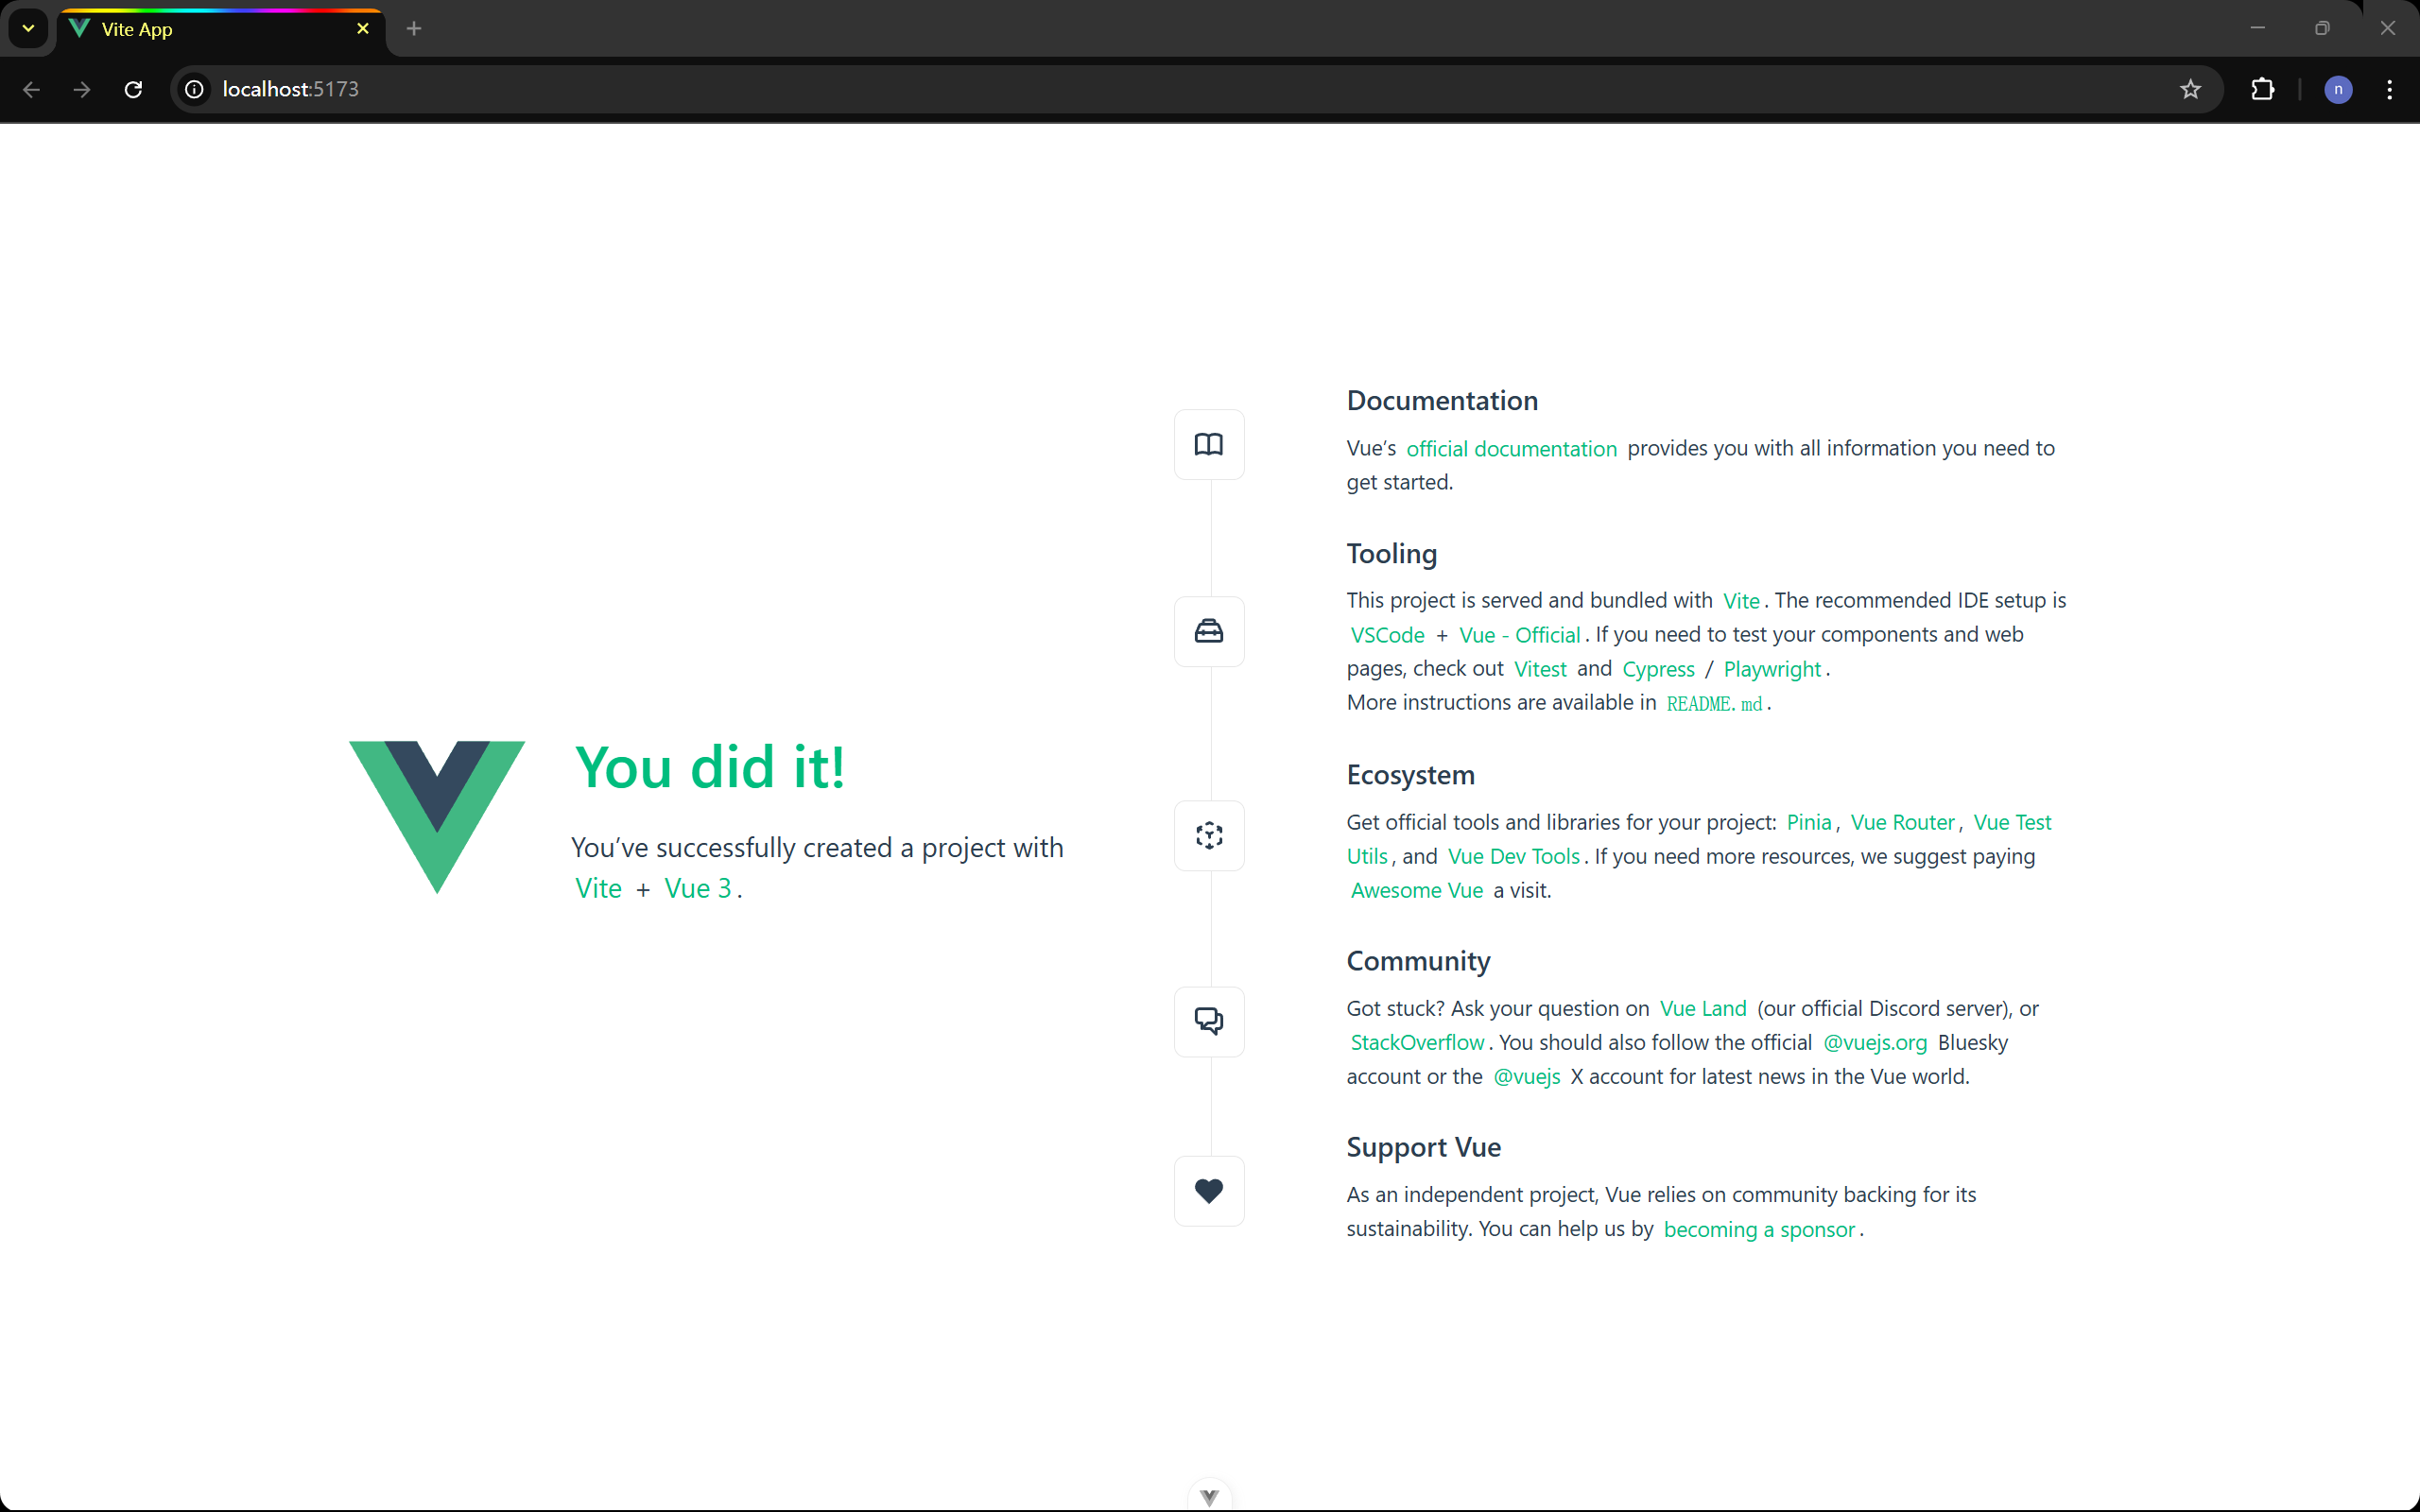 Vite App
localhost:5173
n
You did it!
You’ve successfully created a project with
Vite + Vue 3.
Documentation
Vue’s official documentation provides you with all information you need to
get started.
Tooling
This project is served and bundled with Vite. The recommended IDE setup is
VSCode + Vue - Official. If you need to test your components and web
pages, check out Vitest and Cypress / Playwright.
More instructions are available in README.md.
Ecosystem
Get official tools and libraries for your project: Pinia, Vue Router, Vue Test
Utils, and Vue Dev Tools. If you need more resources, we suggest paying
Awesome Vue a visit.
Community
Got stuck? Ask your question on Vue Land (our official Discord server), or
StackOverflow. You should also follow the official @vuejs.org Bluesky
account or the @vuejs X account for latest news in the Vue world.
Support Vue
As an independent project, Vue relies on community backing for its
sustainability. You can help us by becoming a sponsor.